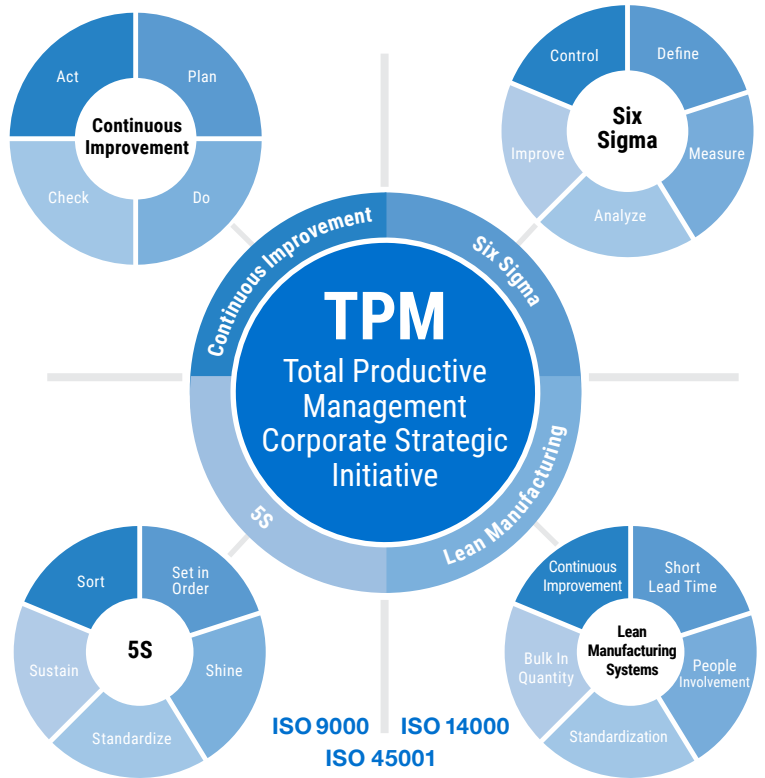 Act
Plan
Continuous
Improvement
Check
Do
Control
Define
Six
Sigma
Improve
Measure
Analyze
Continuous Improvement
Six Sigma
TPM
Total Productive
Management
Corporate Strategic
Initiative
5S
Lean Manufacturing
Sort
Set in
Order
5S
Sustain
Shine
Standardize
Continuous
Improvement
Short
Lead Time
Lean
Manufacturing
Systems
Bulk In
Quantity
People
Involvement
Standardization
ISO 9000
ISO 14000
ISO 45001